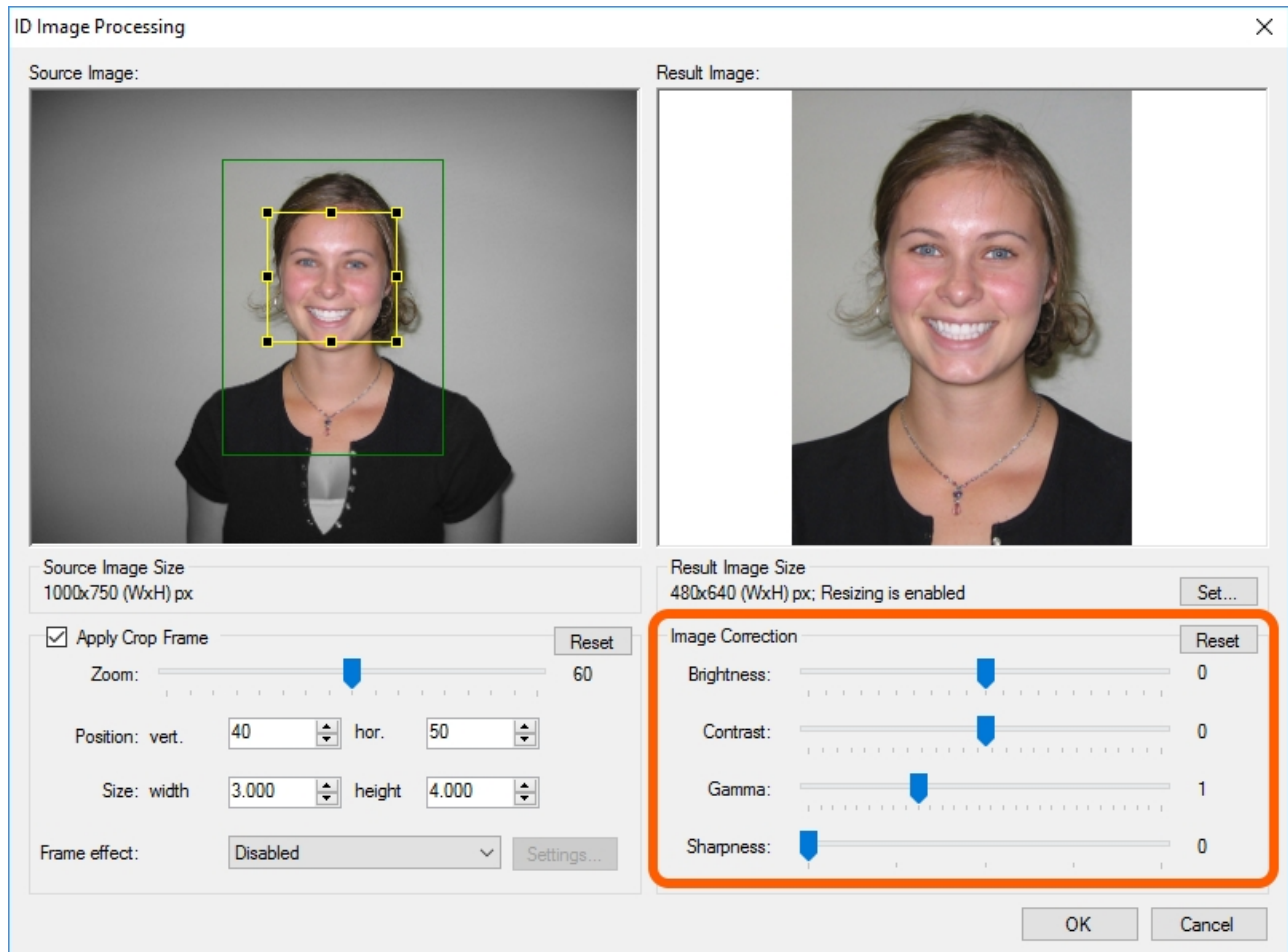 ID Image Processing
Source Image:
Result Image:
Source Image Size
1000x750 (WxH) px
Result Image Size
480x640 (WxH) px; Resizing is enabled
Set...
Apply Crop Frame
Reset
Zoom:
60
Position: vert.
40
hor.
50
Size: width
3.000
height
4.000
Frame effect:
Disabled
Settings...
Image Correction
Reset
Brightness:
0
Contrast:
0
Gamma:
1
Sharpness:
0
OK
Cancel